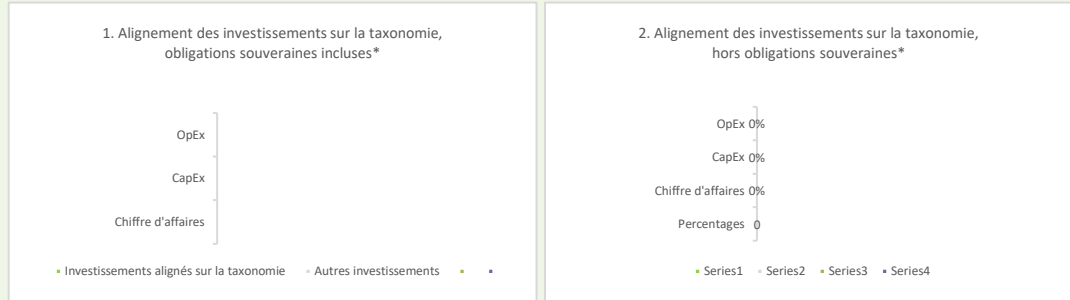 1. Alignement des investissements sur la taxonomie,
obligations souveraines incluses*
OpEx
CapEx
Chiffre d'affaires
Investissements alignés sur la taxonomie Autres investissements
2. Alignement des investissements sur la taxonomie,
hors obligations souveraines*
OpEx 0%
CapEx 0%
Chiffre d'affaires 0%
Percentages 0
Series1 Series2 Series3 Series4